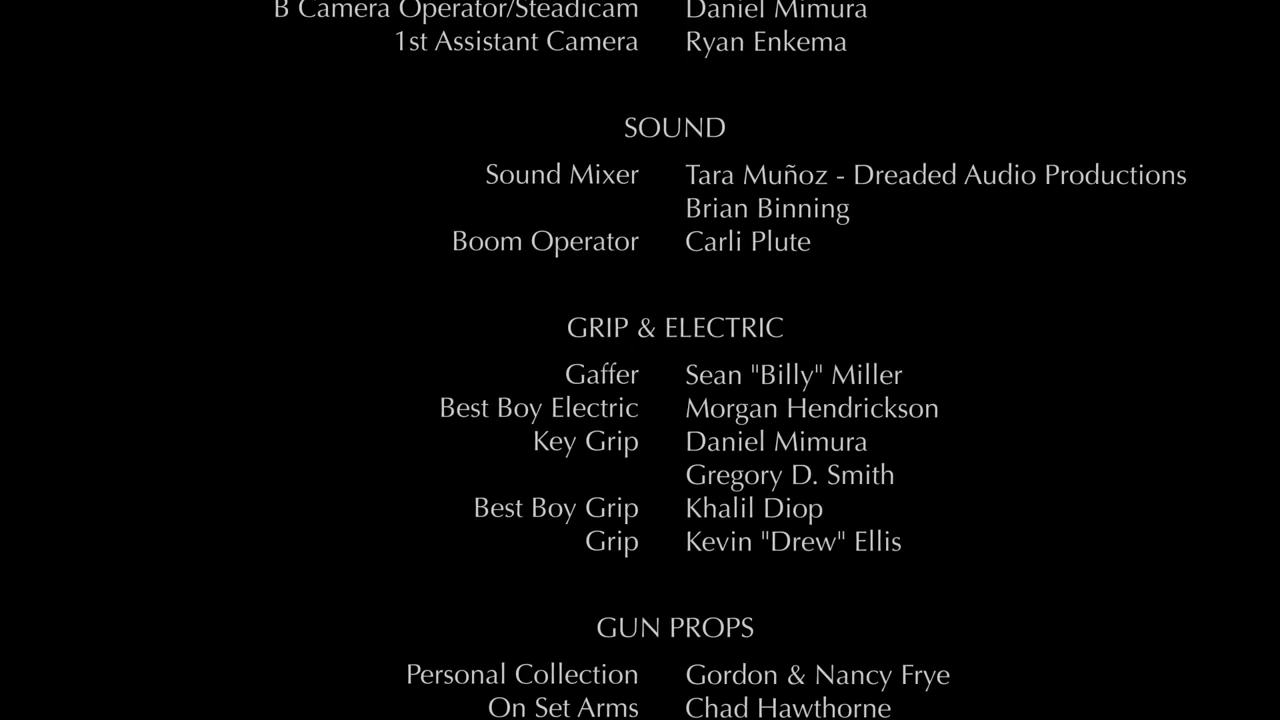 B Camera Operator/Steadicam Daniel Mimura
1st Assistant Camera Ryan Enkema
SOUND
Sound Mixer Tara Muñoz - Dreaded Audio Productions
Brian Binning
Boom Operator Carli Plute
GRIP & ELECTRIC
Gaffer Sean "Billy" Miller
Best Boy Electric Morgan Hendrickson
Key Grip Daniel Mimura
Gregory D. Smith
Best Boy Grip Khalil Diop
Grip Kevin "Drew" Ellis
GUN PROPS
Personal Collection Gordon & Nancy Frye
On Set Arms Chad Hawthorne